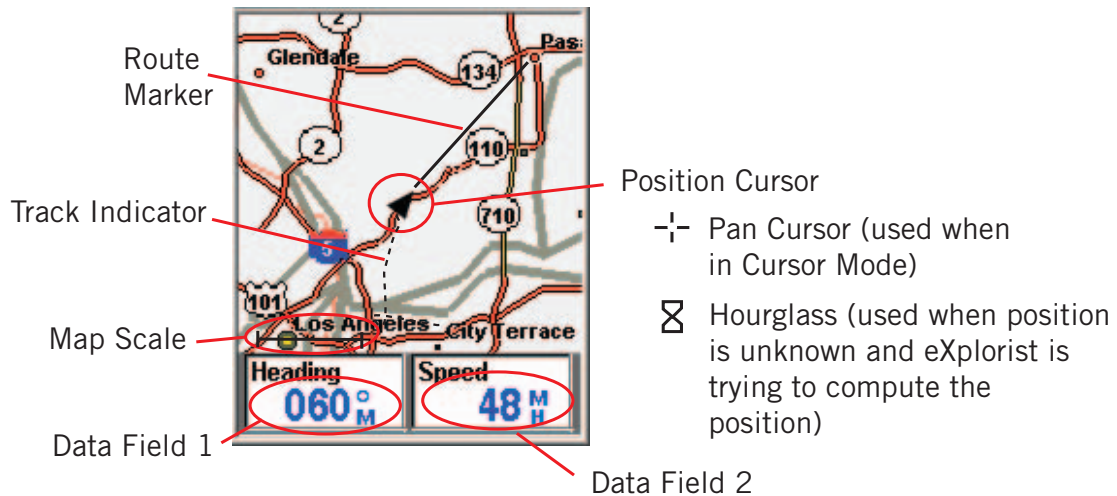 Route
Marker
Track Indicator
Map Scale
Data Field 1
2
Glendale
Pas
134
2
110
710
5
101
Los Angeles
City Terrace
Heading
060° M
Speed
48 MH
Position Cursor
Pan Cursor (used when
in Cursor Mode)
Hourglass (used when position
is unknown and eXplorist is
trying to compute the
position)
Data Field 2